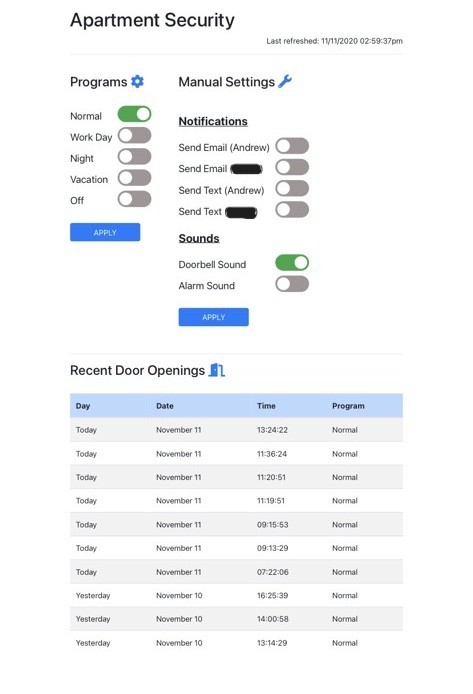 Apartment Security
Last refreshed: 11/11/2020 02:59:37pm
Programs
Normal
Work Day
Night
Vacation
Off
APPLY
Manual Settings
Notifications
Send Email (Andrew)
Send Email
Send Text (Andrew)
Send Text
Sounds
Doorbell Sound
Alarm Sound
APPLY
Recent Door Openings
Day Date Time Program
Today November 11 13:24:22 Normal
Today November 11 11:36:24 Normal
Today November 11 11:20:51 Normal
Today November 11 11:19:51 Normal
Today November 11 09:15:53 Normal
Today November 11 09:13:29 Normal
Today November 11 07:22:06 Normal
Yesterday November 10 16:25:39 Normal
Yesterday November 10 14:00:58 Normal
Yesterday November 10 13:14:29 Normal